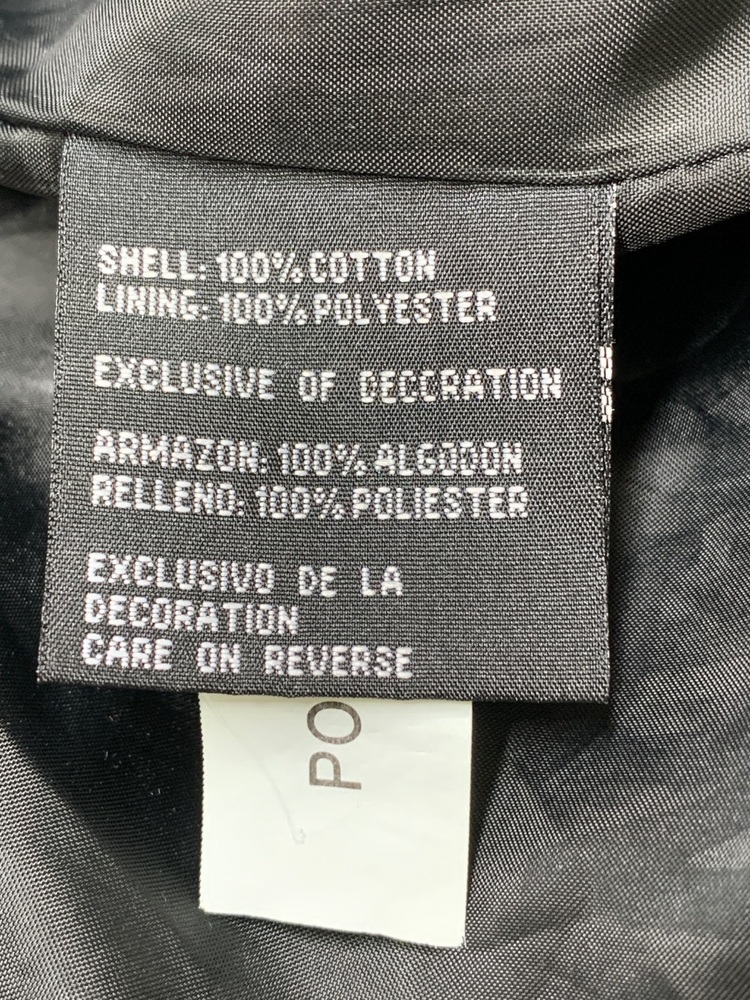 SHELL: 100% COTTON
LINING: 100% POLYESTER
EXCLUSIVE OF DECORATION
ARMAZON: 100% ALGODON
RELLENO: 100% POLIESTER
EXCLUSIVO DE LA
DECORATION
CARE ON REVERSE
PO